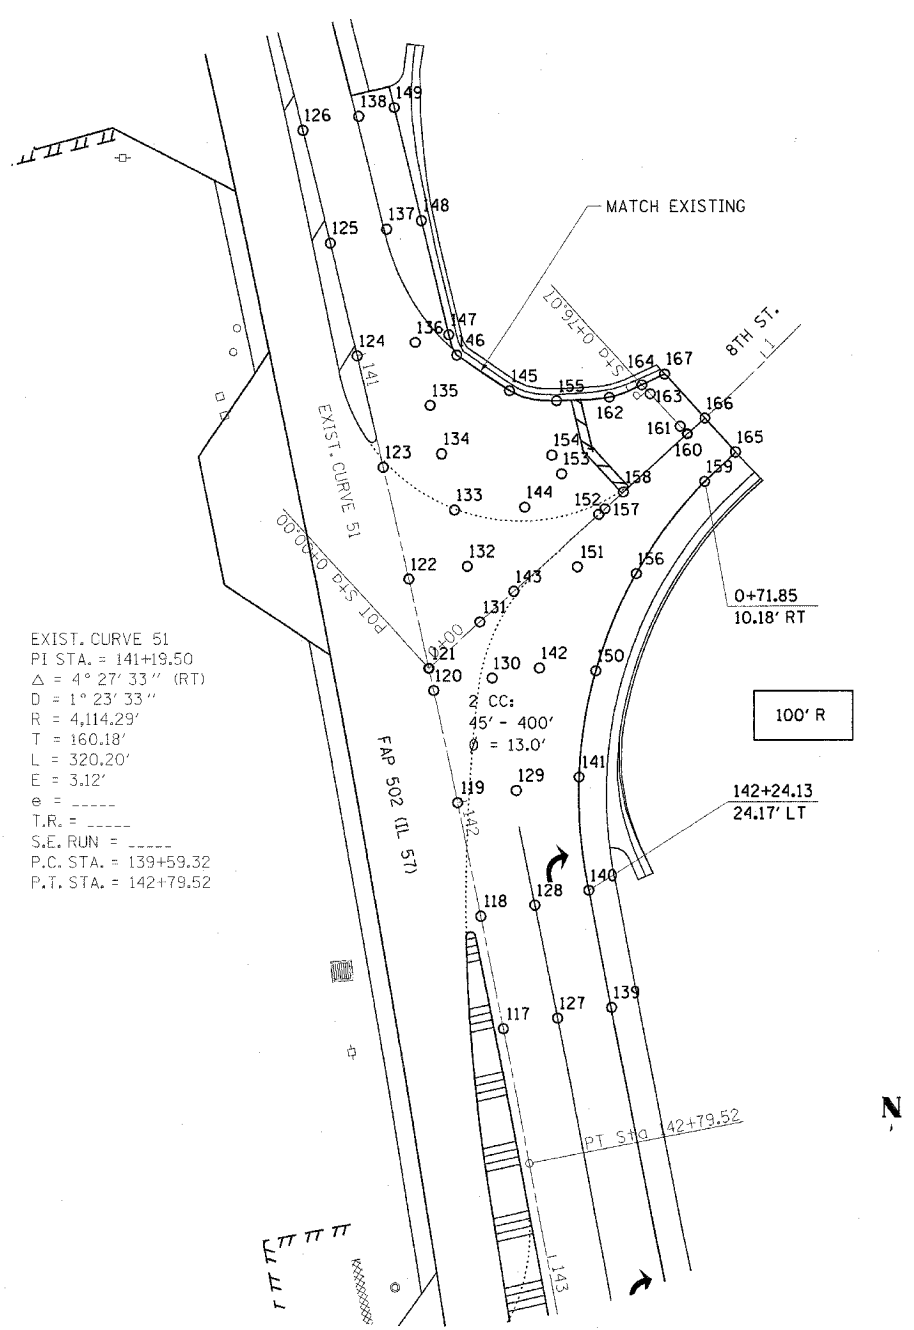 138
149
126
148
137
125
MATCH EXISTING
147
136
146
124
141
Sta 0+76.07
8TH ST.
1
164
167
145
155
162
163
135
166
161
160
EXIST. CURVE 51
134
154
165
123
153
159
158
144
152
157
133
POT Sta 0+00.00
132
151
156
122
143
0+71.85
10.18' RT
131
0+00
EXIST. CURVE 51
PI STA. = 141+19.50
Δ = 4° 27' 33'' (RT)
D = 1° 23' 33''
R = 4,114.29'
T = 160.18'
L = 320.20'
E = 3.12'
e = _____
T.R. = _____
S.E. RUN = _____
P.C. STA. = 139+59.32
P.T. STA. = 142+79.52
121
142
150
130
120
2 CC:
45' - 400'
ϕ = 13.0'
100' R
FAP 502 (IL 57)
141
129
142+24.13
24.17' LT
119
142
140
128
118
139
127
117
N
PT Sta 142+79.52
143